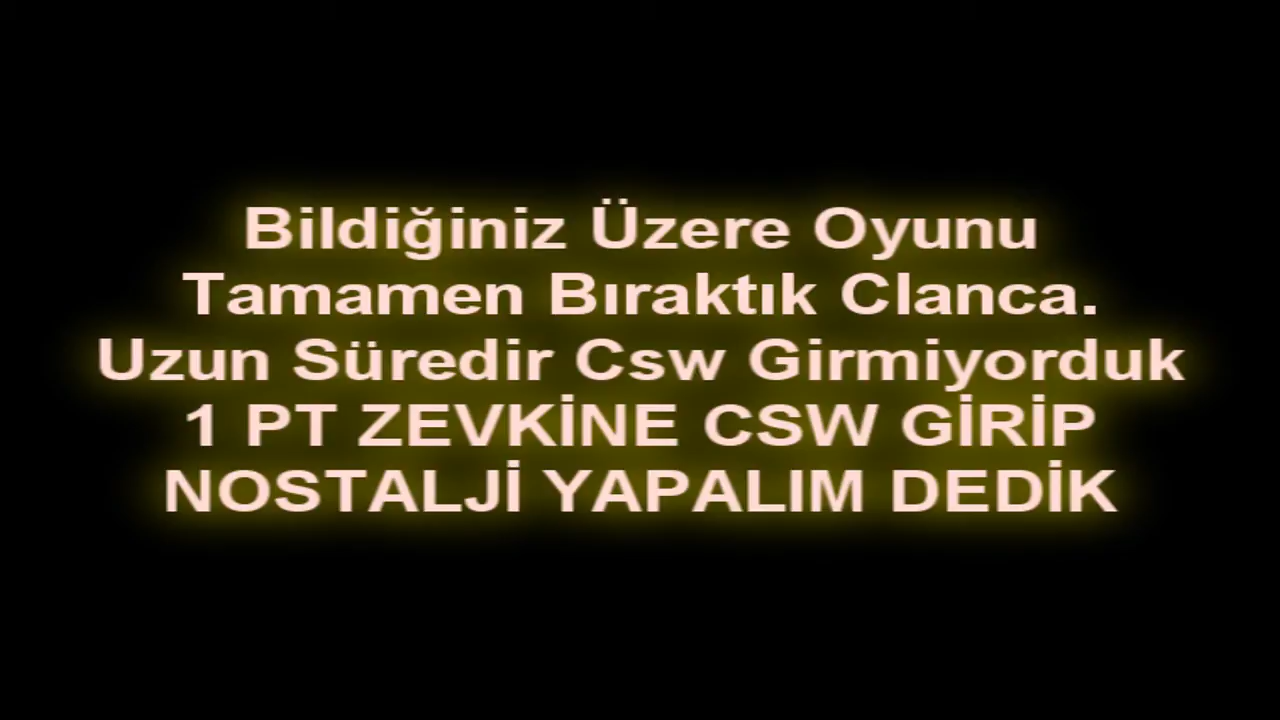 Bildiğiniz Üzere Oyunu
Tamamen Bıraktık Clanca.
Uzun Süredir Csw Girmiyorduk
1 PT ZEVKİNE CSW GİRİP
NOSTALJİ YAPALIM DEDİK